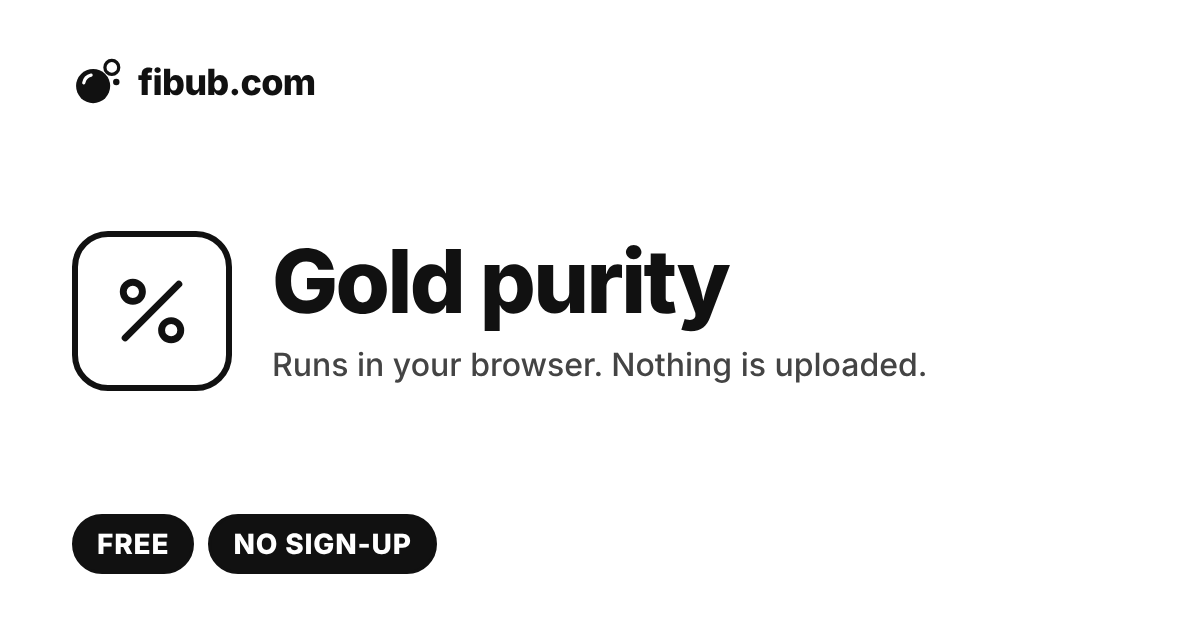 fibub.com
Gold purity
Runs in your browser. Nothing is uploaded.
FREE
NO SIGN-UP